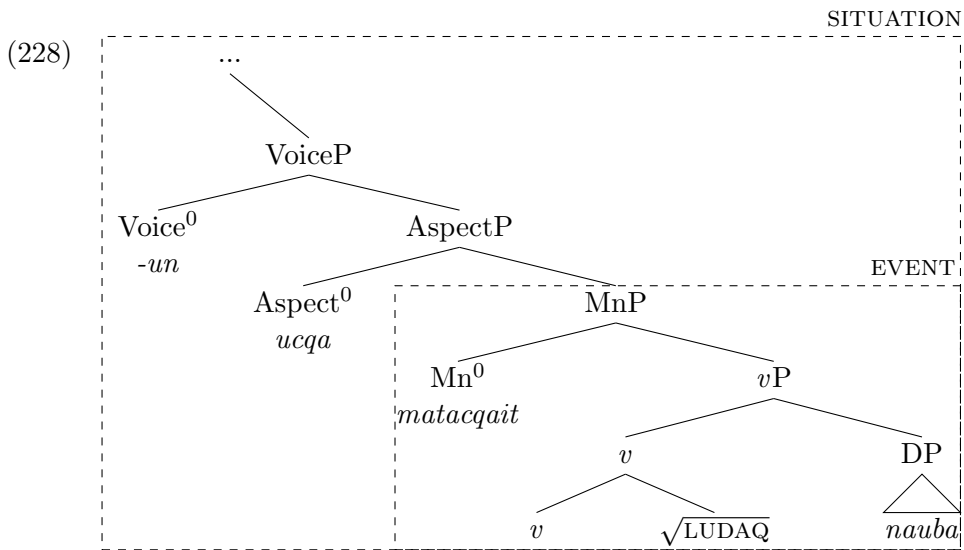 SITUATION
(228)
...
VoiceP
Voice⁰ AspectP
-un
EVENT
Aspect⁰ MnP
ucqa
Mn⁰ vP
matacqait
v DP
v √LUDAQ nauba